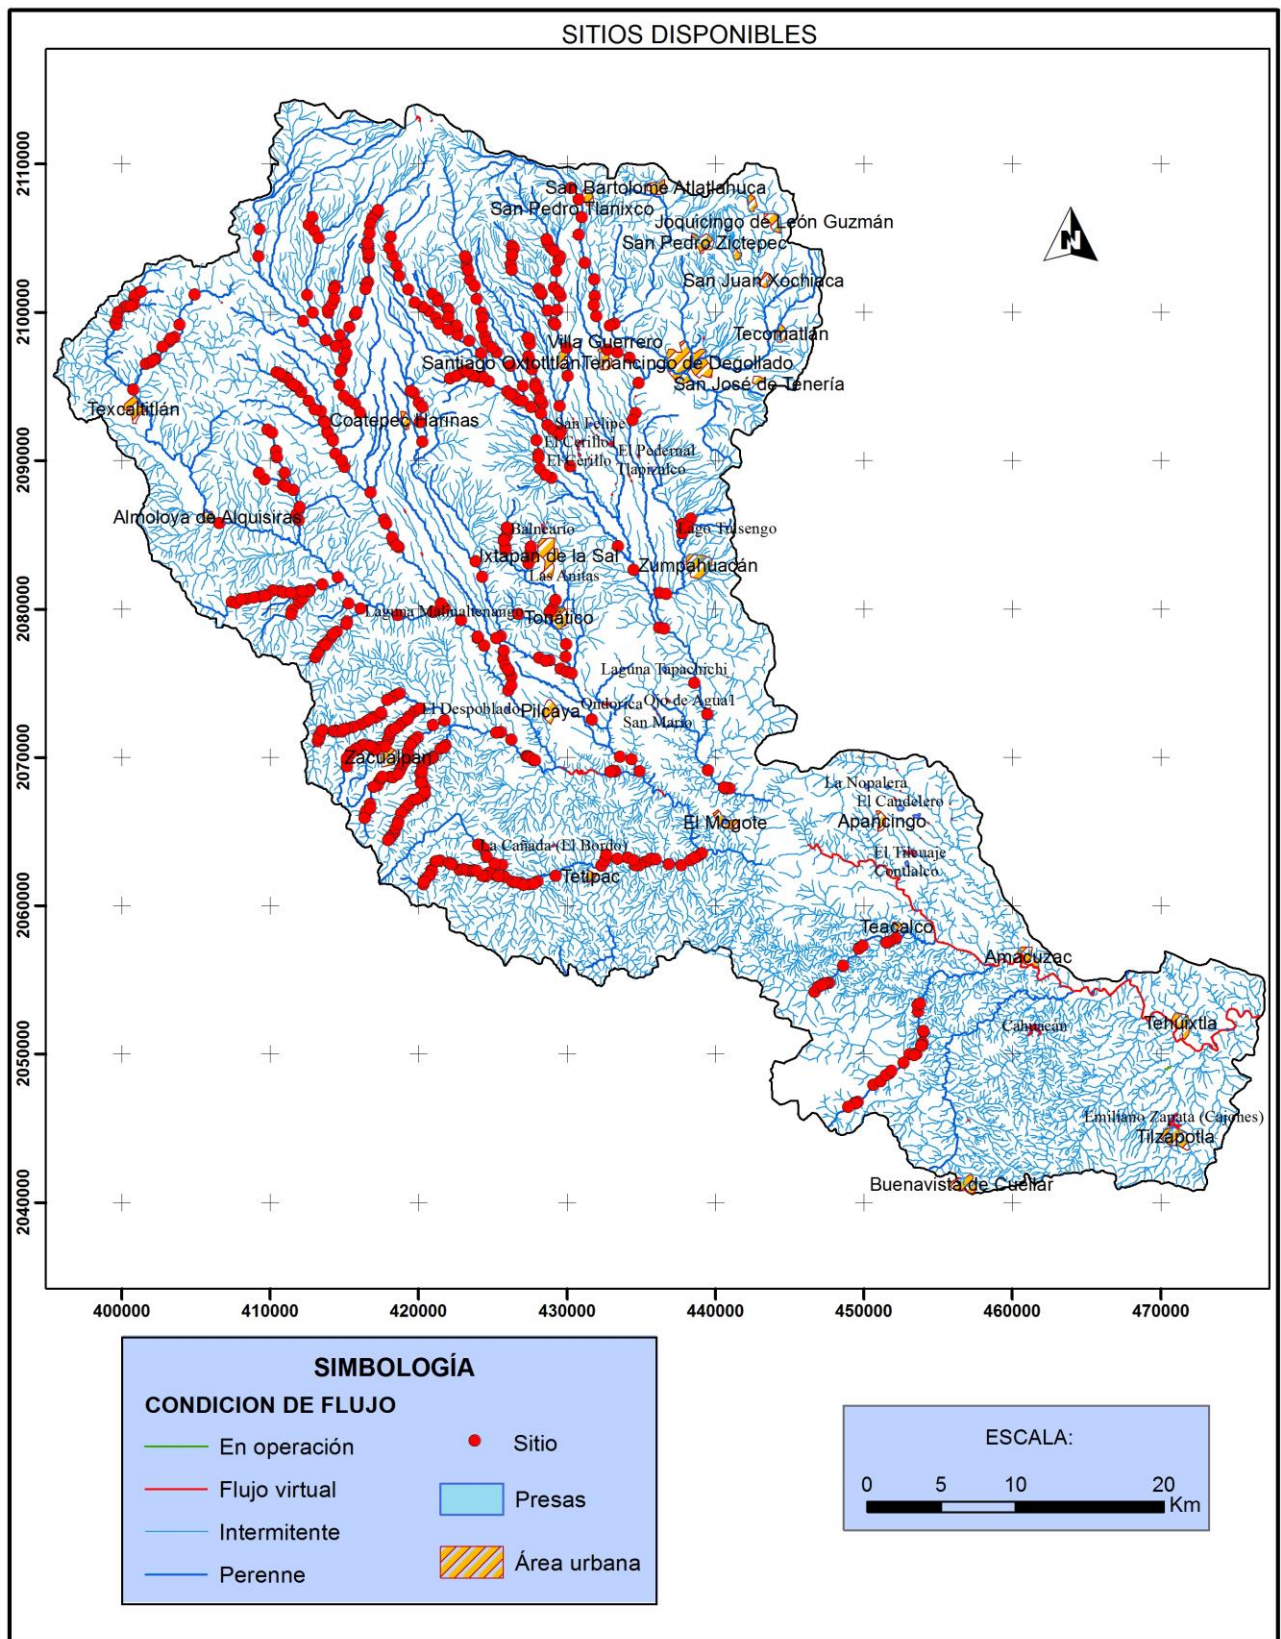 SITIOS DISPONIBLES
2110000
2100000
2090000
2080000
2070000
2060000
2050000
2040000
San Bartolomé Atlatlahuca
San Pedro Tlanixco
Joquicingo de León Guzmán
San Pedro Zictepec
N
San Juan Xochiaca
Tecomatlán
Villa Guerrero
Santiago Oxtotitlán
Tenancingo de Degollado
San José de Tenería
Texcaltitlán
Coatepec Harinas
San Felipe
El Cerillo1
El Pedernal
El Cerillo
Tlapizalco
Almoloya de Alquisiras
Balneario
Lago Tulsengo
Ixtapan de la Sal
Zumpahuacán
Las Anitas
Laguna Malinaltenango
Tonatico
Laguna Tapachichi
El Despoblado
Pilcaya
Ondorica
Ojo de Agua1
San Mario
Zacualpan
La Nopalera
El Candelero
El Mogote
Apancingo
La Cañada (El Bordo)
El Tilcuaje
Contlalco
Tetipac
Teacalco
Amacuzac
Cahuacán
Tehuixtla
Emiliano Zapata (Cajones)
Tilzapotla
Buenavista de Cuellar
400000 410000 420000 430000 440000 450000 460000 470000
SIMBOLOGÍA
CONDICION DE FLUJO
En operación
Flujo virtual
Intermitente
Perenne
Sitio
Presas
Área urbana
ESCALA:
0 5 10 20
Km